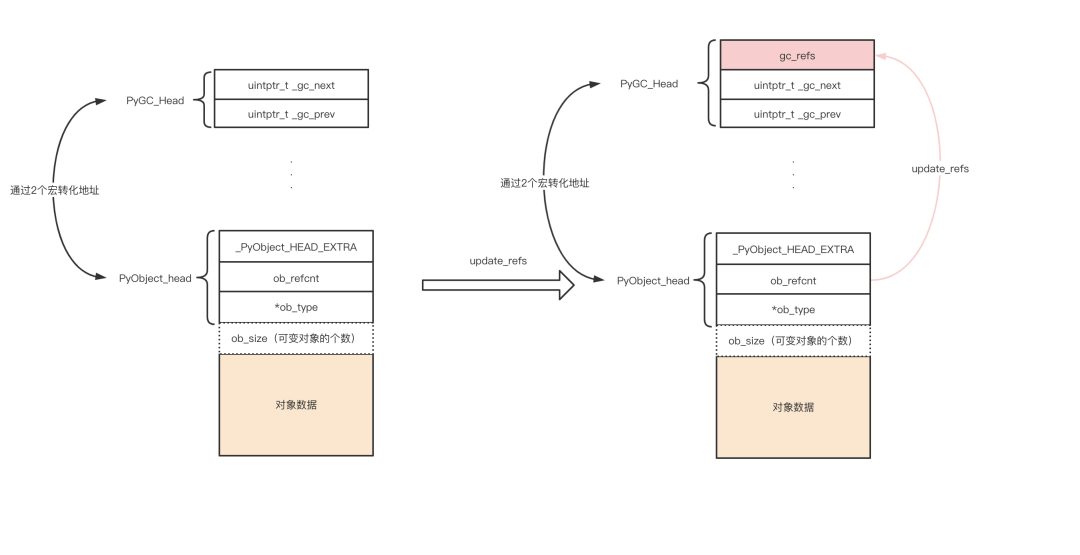 PyGC_Head
uintptr_t _gc_next
uintptr_t _gc_prev
.
.
.
通过2个宏转化地址
PyObject_head
_PyObject_HEAD_EXTRA
ob_refcnt
*ob_type
ob_size（可变对象的个数）
对象数据
update_refs
PyGC_Head
gc_refs
uintptr_t _gc_next
uintptr_t _gc_prev
.
.
.
通过2个宏转化地址
update_refs
PyObject_head
_PyObject_HEAD_EXTRA
ob_refcnt
*ob_type
ob_size（可变对象的个数）
对象数据